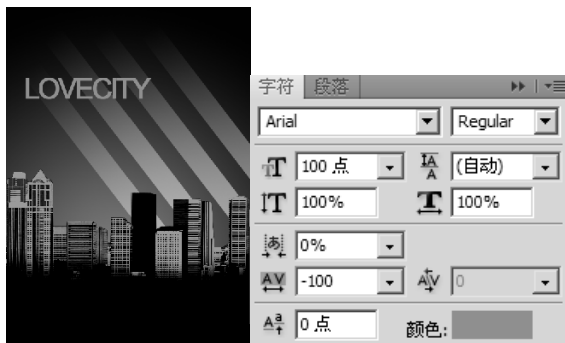 LOVECITY
字符 段落
Arial Regular
100 点 (自动)
100% 100%
0%
-100 0
0 点 颜色: